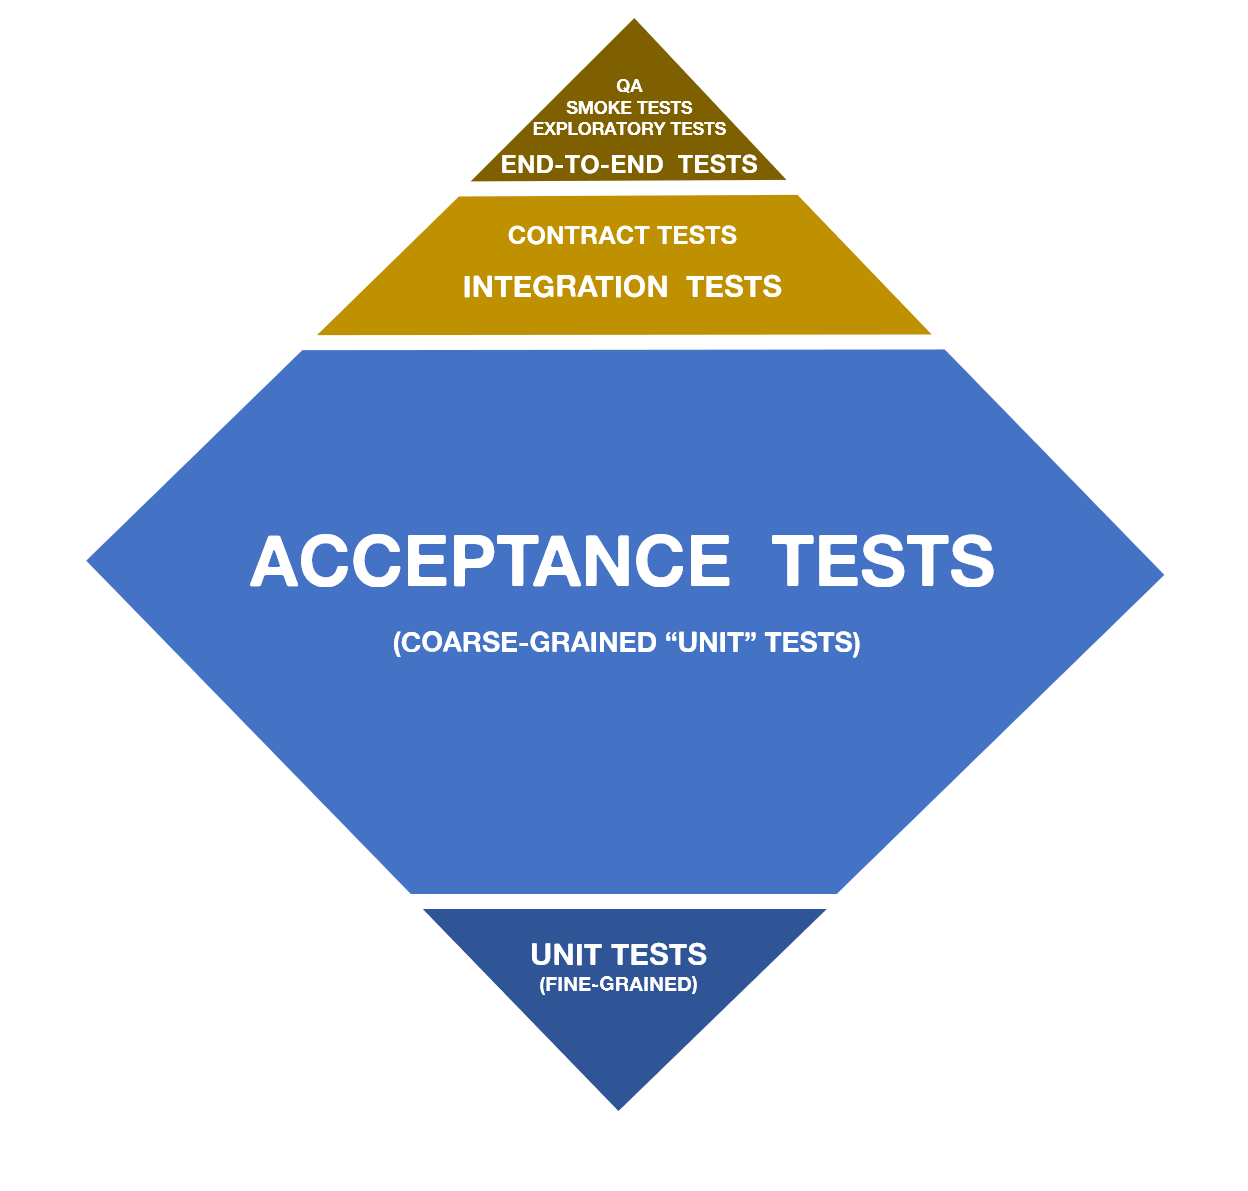 QA
SMOKE TESTS
EXPLORATORY TESTS
END-TO-END TESTS
CONTRACT TESTS
INTEGRATION TESTS
ACCEPTANCE TESTS
(COARSE-GRAINED “UNIT” TESTS)
UNIT TESTS
(FINE-GRAINED)